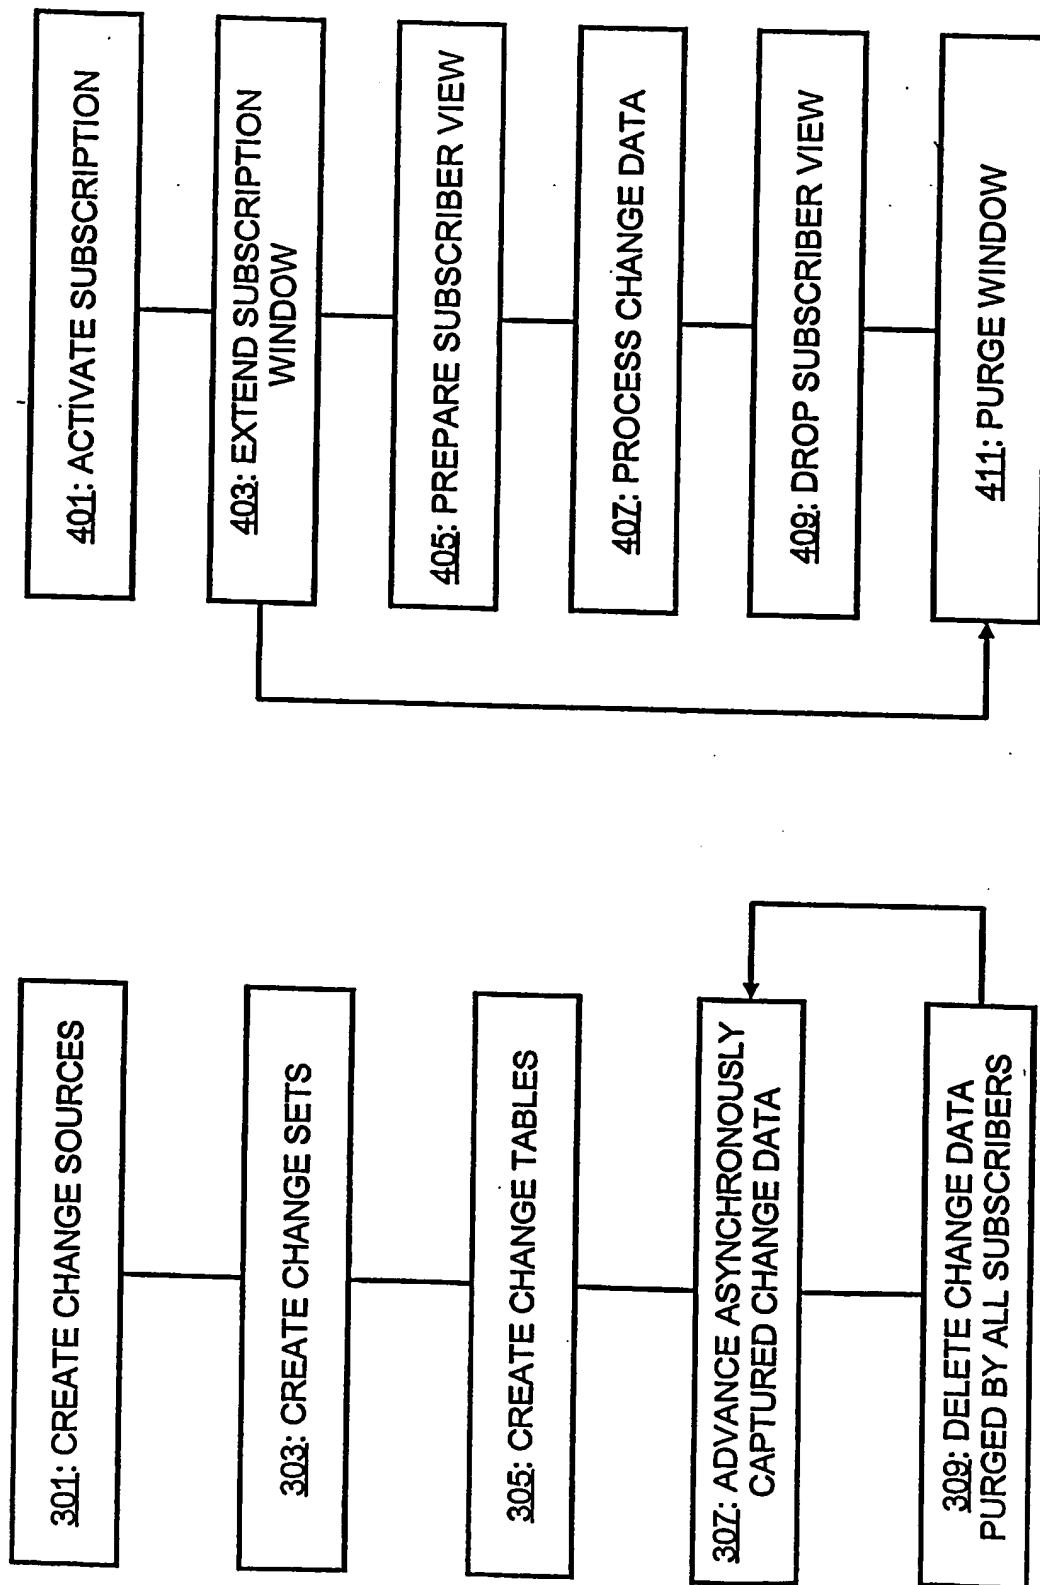 301: CREATE CHANGE SOURCES
303: CREATE CHANGE SETS
305: CREATE CHANGE TABLES
307: ADVANCE ASYNCHRONOUSLY
CAPTURED CHANGE DATA
309: DELETE CHANGE DATA
PURGED BY ALL SUBSCRIBERS
401: ACTIVATE SUBSCRIPTION
403: EXTEND SUBSCRIPTION
WINDOW
405: PREPARE SUBSCRIBER VIEW
407: PROCESS CHANGE DATA
409: DROP SUBSCRIBER VIEW
411: PURGE WINDOW